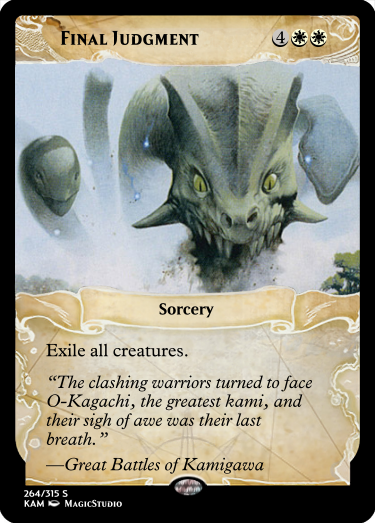 Final Judgment 4
Sorcery
Exile all creatures.
“The clashing warriors turned to face
O-Kagachi, the greatest kami, and
their sigh of awe was their last
breath.”
—Great Battles of Kamigawa
264/315 S
KAM MagicStudio